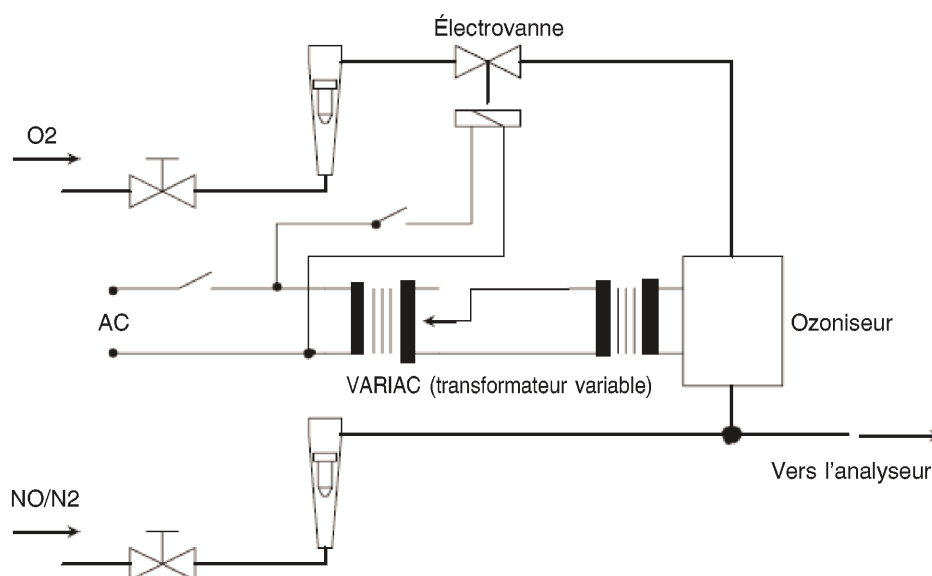 Électrovanne
O2
AC
Ozoniseur
VARIAC (transformateur variable)
Vers l'analyseur
NO/N2